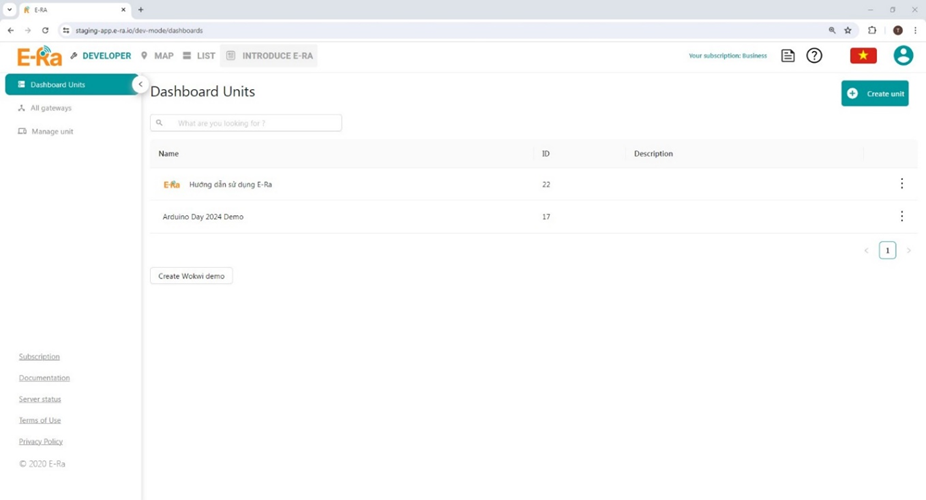 E-RA
staging-app.e-ra.io/dev-mode/dashboards
E-Ra DEVELOPER MAP LIST INTRODUCE E-RA Your subscription: Business
Dashboard Units
All gateways
Manage unit
Dashboard Units
Create unit
What are you looking for ?
Name ID Description
E-Ra Hướng dẫn sử dụng E-Ra 22
Arduino Day 2024 Demo 17
1
Create Wokwi demo
Subscription
Documentation
Server status
Terms of Use
Privacy Policy
© 2020 E-Ra